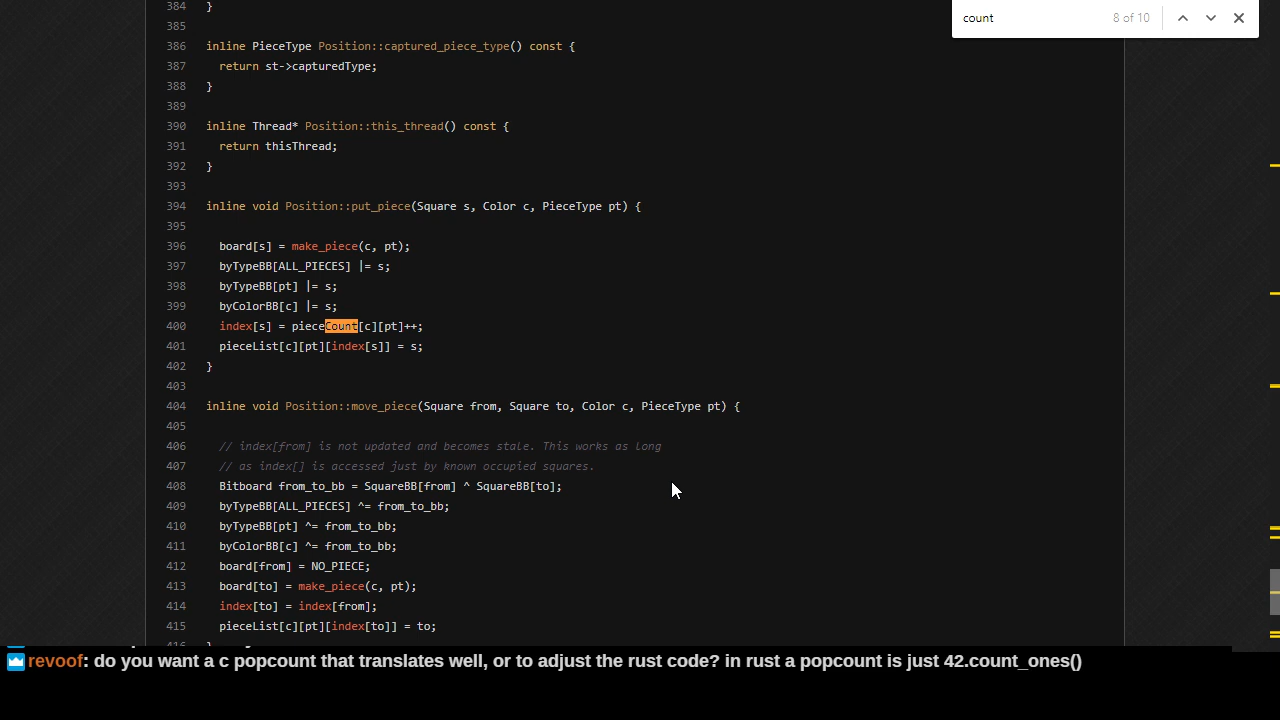 count 8 of 10
384 }
385
386 inline PieceType Position::captured_piece_type() const {
387 return st->capturedType;
388 }
389
390 inline Thread* Position::this_thread() const {
391 return thisThread;
392 }
393
394 inline void Position::put_piece(Square s, Color c, PieceType pt) {
395
396 board[s] = make_piece(c, pt);
397 byTypeBB[ALL_PIECES] |= s;
398 byTypeBB[pt] |= s;
399 byColorBB[c] |= s;
400 index[s] = pieceCount[c][pt]++;
401 pieceList[c][pt][index[s]] = s;
402 }
403
404 inline void Position::move_piece(Square from, Square to, Color c, PieceType pt) {
405
406 // index[from] is not updated and becomes stale. This works as long
407 // as index[] is accessed just by known occupied squares.
408 Bitboard from_to_bb = SquareBB[from] ^ SquareBB[to];
409 byTypeBB[ALL_PIECES] ^= from_to_bb;
410 byTypeBB[pt] ^= from_to_bb;
411 byColorBB[c] ^= from_to_bb;
412 board[from] = NO_PIECE;
413 board[to] = make_piece(c, pt);
414 index[to] = index[from];
415 pieceList[c][pt][index[to]] = to;
416 }
revoof: do you want a c popcount that translates well, or to adjust the rust code? in rust a popcount is just 42.count_ones()